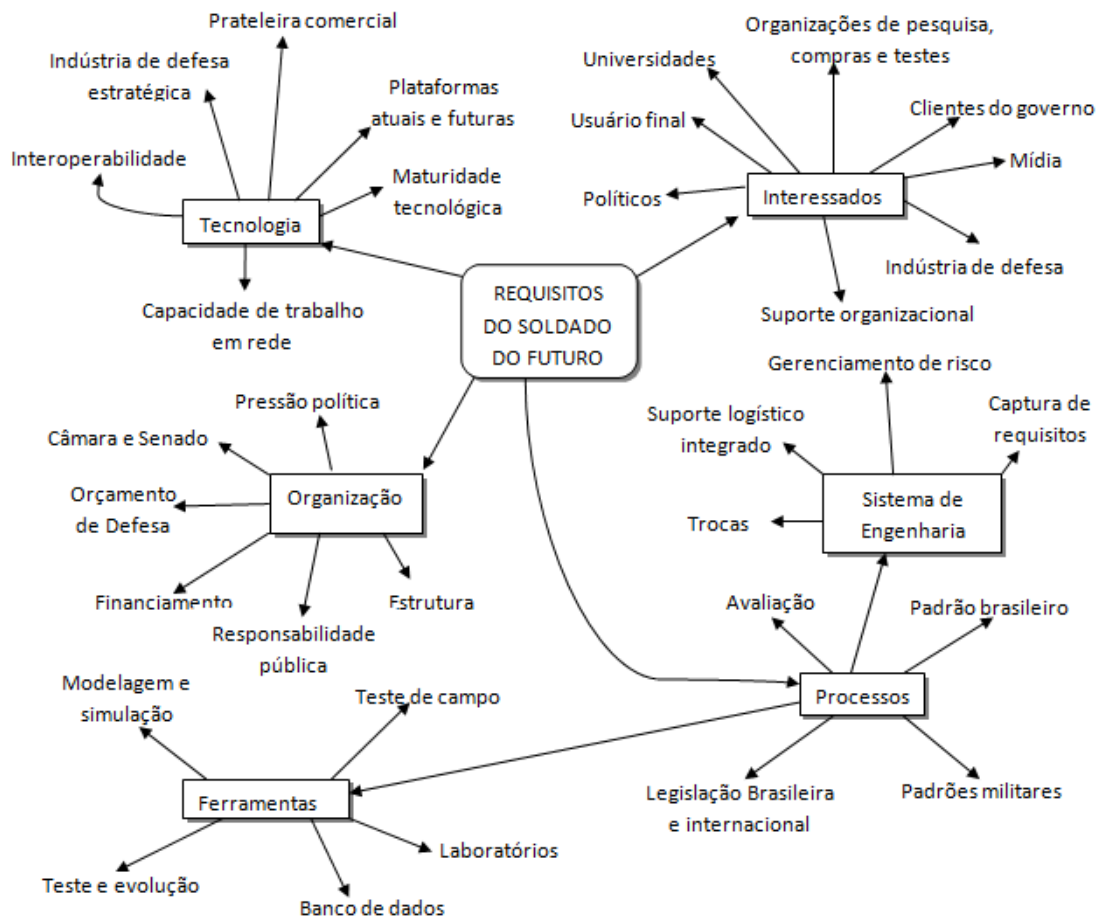 Prateleira comercial
Indústria de defesa
estratégica
Plataformas
atuais e futuras
Interoperabilidade
Maturidade
tecnológica
Tecnologia
Capacidade de trabalho
em rede
Organizações de pesquisa,
compras e testes
Universidades
Clientes do governo
Usuário final
Mídia
Políticos
Interessados
Indústria de defesa
Suporte organizacional
REQUISITOS
DO SOLDADO
DO FUTURO
Pressão política
Câmara e Senado
Organização
Orçamento
de Defesa
Financiamento
Estrutura
Responsabilidade
pública
Gerenciamento de risco
Suporte logístico
integrado
Captura de
requisitos
Sistema de
Engenharia
Trocas
Avaliação
Padrão brasileiro
Processos
Legislação Brasileira
e internacional
Padrões militares
Modelagem e
simulação
Teste de campo
Ferramentas
Laboratórios
Teste e evolução
Banco de dados